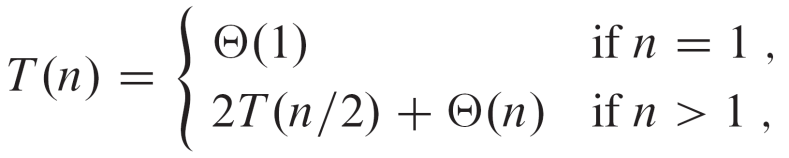 T(n) = { Θ(1) if n = 1 ,
2T(n/2) + Θ(n) if n > 1 ,